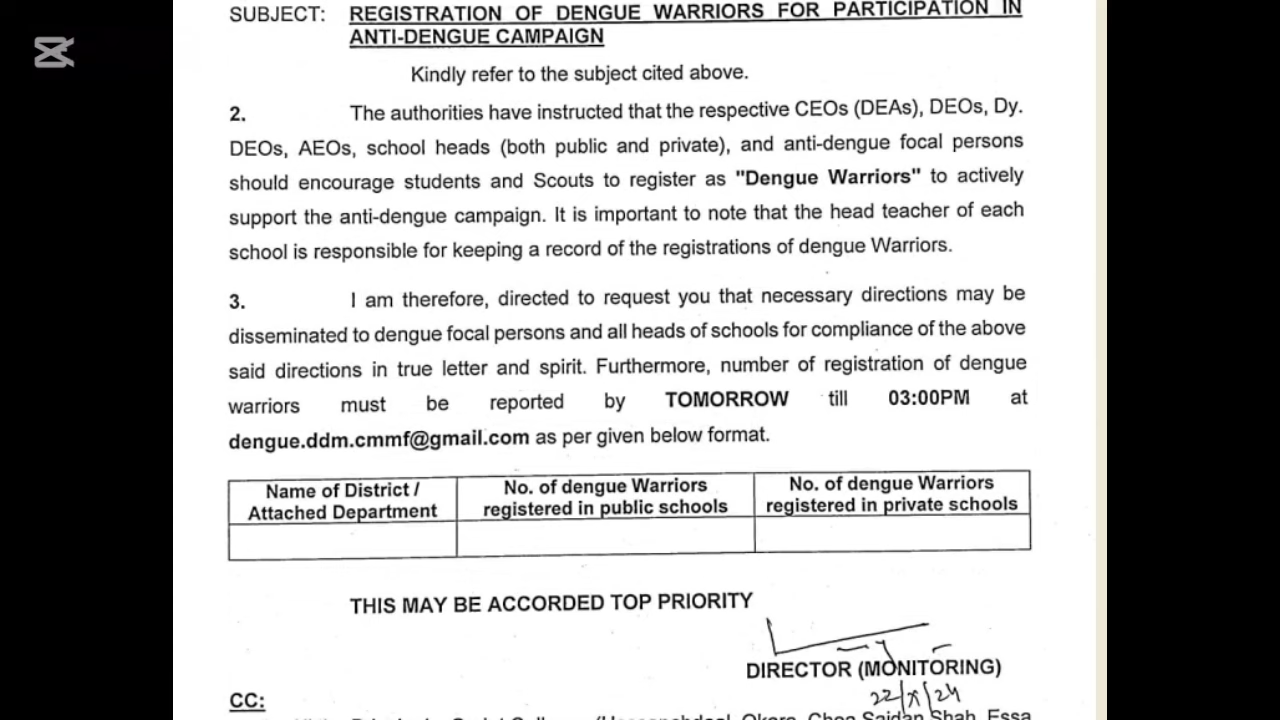 SUBJECT: REGISTRATION OF DENGUE WARRIORS FOR PARTICIPATION IN
ANTI-DENGUE CAMPAIGN
Kindly refer to the subject cited above.
2. The authorities have instructed that the respective CEOs (DEAs), DEOs, Dy.
DEOs, AEOs, school heads (both public and private), and anti-dengue focal persons
should encourage students and Scouts to register as "Dengue Warriors" to actively
support the anti-dengue campaign. It is important to note that the head teacher of each
school is responsible for keeping a record of the registrations of dengue Warriors.
3. I am therefore, directed to request you that necessary directions may be
disseminated to dengue focal persons and all heads of schools for compliance of the above
said directions in true letter and spirit. Furthermore, number of registration of dengue
warriors must be reported by TOMORROW till 03:00PM at
dengue.ddm.cmmf@gmail.com as per given below format.
Name of District / Attached Department
No. of dengue Warriors registered in public schools
No. of dengue Warriors registered in private schools
THIS MAY BE ACCORDED TOP PRIORITY
DIRECTOR (MONITORING)
22/X/24
CC:
Saidan Shah, Essa